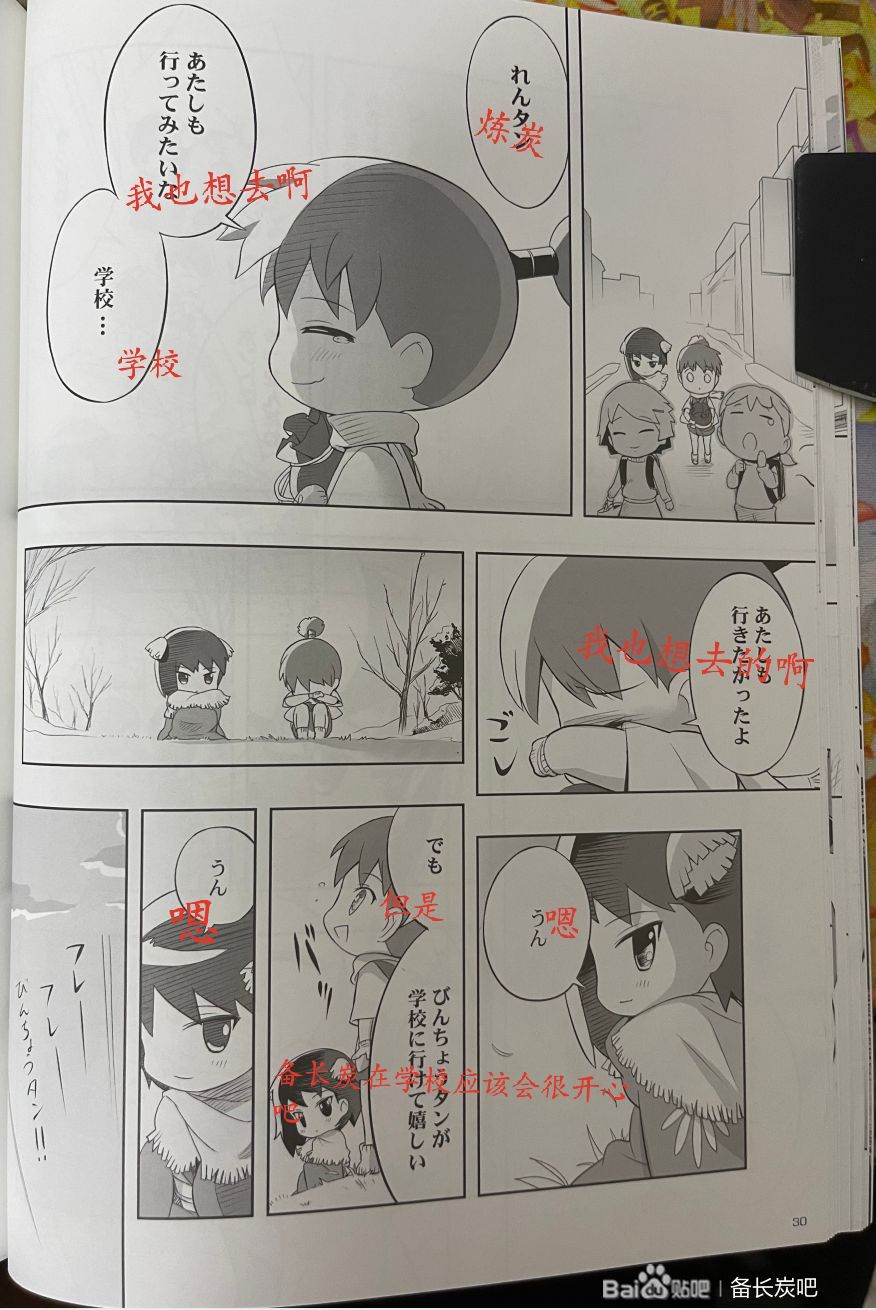 れんタン
炼炭
あたしも
行ってみたいな
我也想去啊
学校…
学校
あたしも
行きたかったよ
我也想去的啊
ごし
うん
嗯
でも
但是
びんちょうタンが
学校に行けて嬉しい
备长炭在学校应该会很开心
吧
うん
嗯
フレー
フレー
びんちょうタン!!
30
Bai du 贴吧 | 备长炭吧